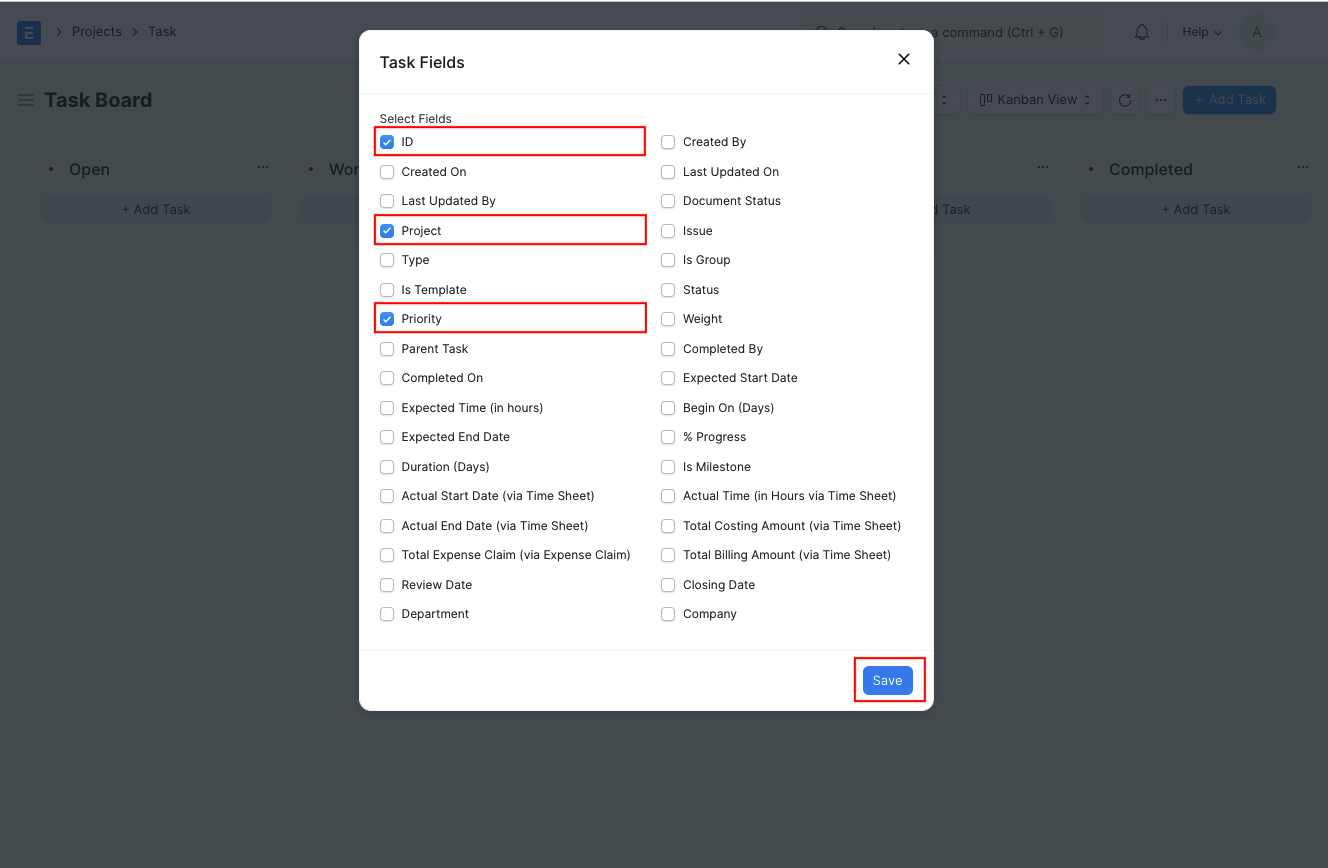 E > Projects > Task
a command (Ctrl + G)
Help
A
Task Board
Kanban View
...
+ Add Task
Task Fields
Select Fields
ID
Created By
Created On
Last Updated On
Last Updated By
Document Status
Project
Issue
Type
Is Group
Is Template
Status
Priority
Weight
Parent Task
Completed By
Completed On
Expected Start Date
Expected Time (in hours)
Begin On (Days)
Expected End Date
% Progress
Duration (Days)
Is Milestone
Actual Start Date (via Time Sheet)
Actual Time (in Hours via Time Sheet)
Actual End Date (via Time Sheet)
Total Costing Amount (via Time Sheet)
Total Expense Claim (via Expense Claim)
Total Billing Amount (via Time Sheet)
Review Date
Closing Date
Department
Company
Save
• Open ...
+ Add Task
• Wor
...
d Task
• Completed ...
+ Add Task